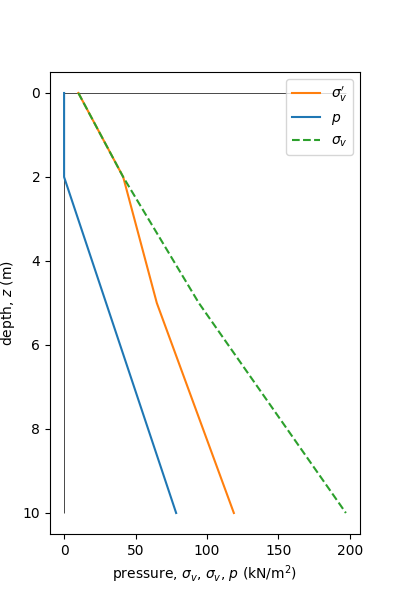 σ′ᵥ
p
σᵥ
0
2
4
6
8
10
depth, z (m)
0
50
100
150
200
pressure, σᵥ, σᵥ, p (kN/m²)